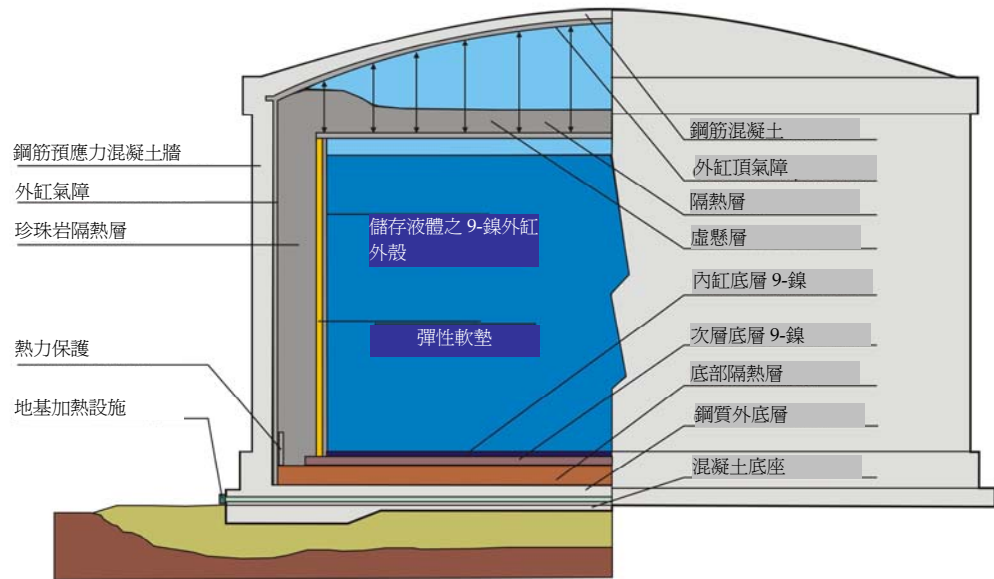 鋼筋預應力混凝土牆
外缸氣障
珍珠岩隔熱層
熱力保護
地基加熱設施
儲存液體之 9-鎳外缸
外殼
彈性軟墊
鋼筋混凝土
外缸頂氣障
隔熱層
虛懸層
內缸底層 9-鎳
次層底層 9-鎳
底部隔熱層
鋼質外底層
混凝土底座